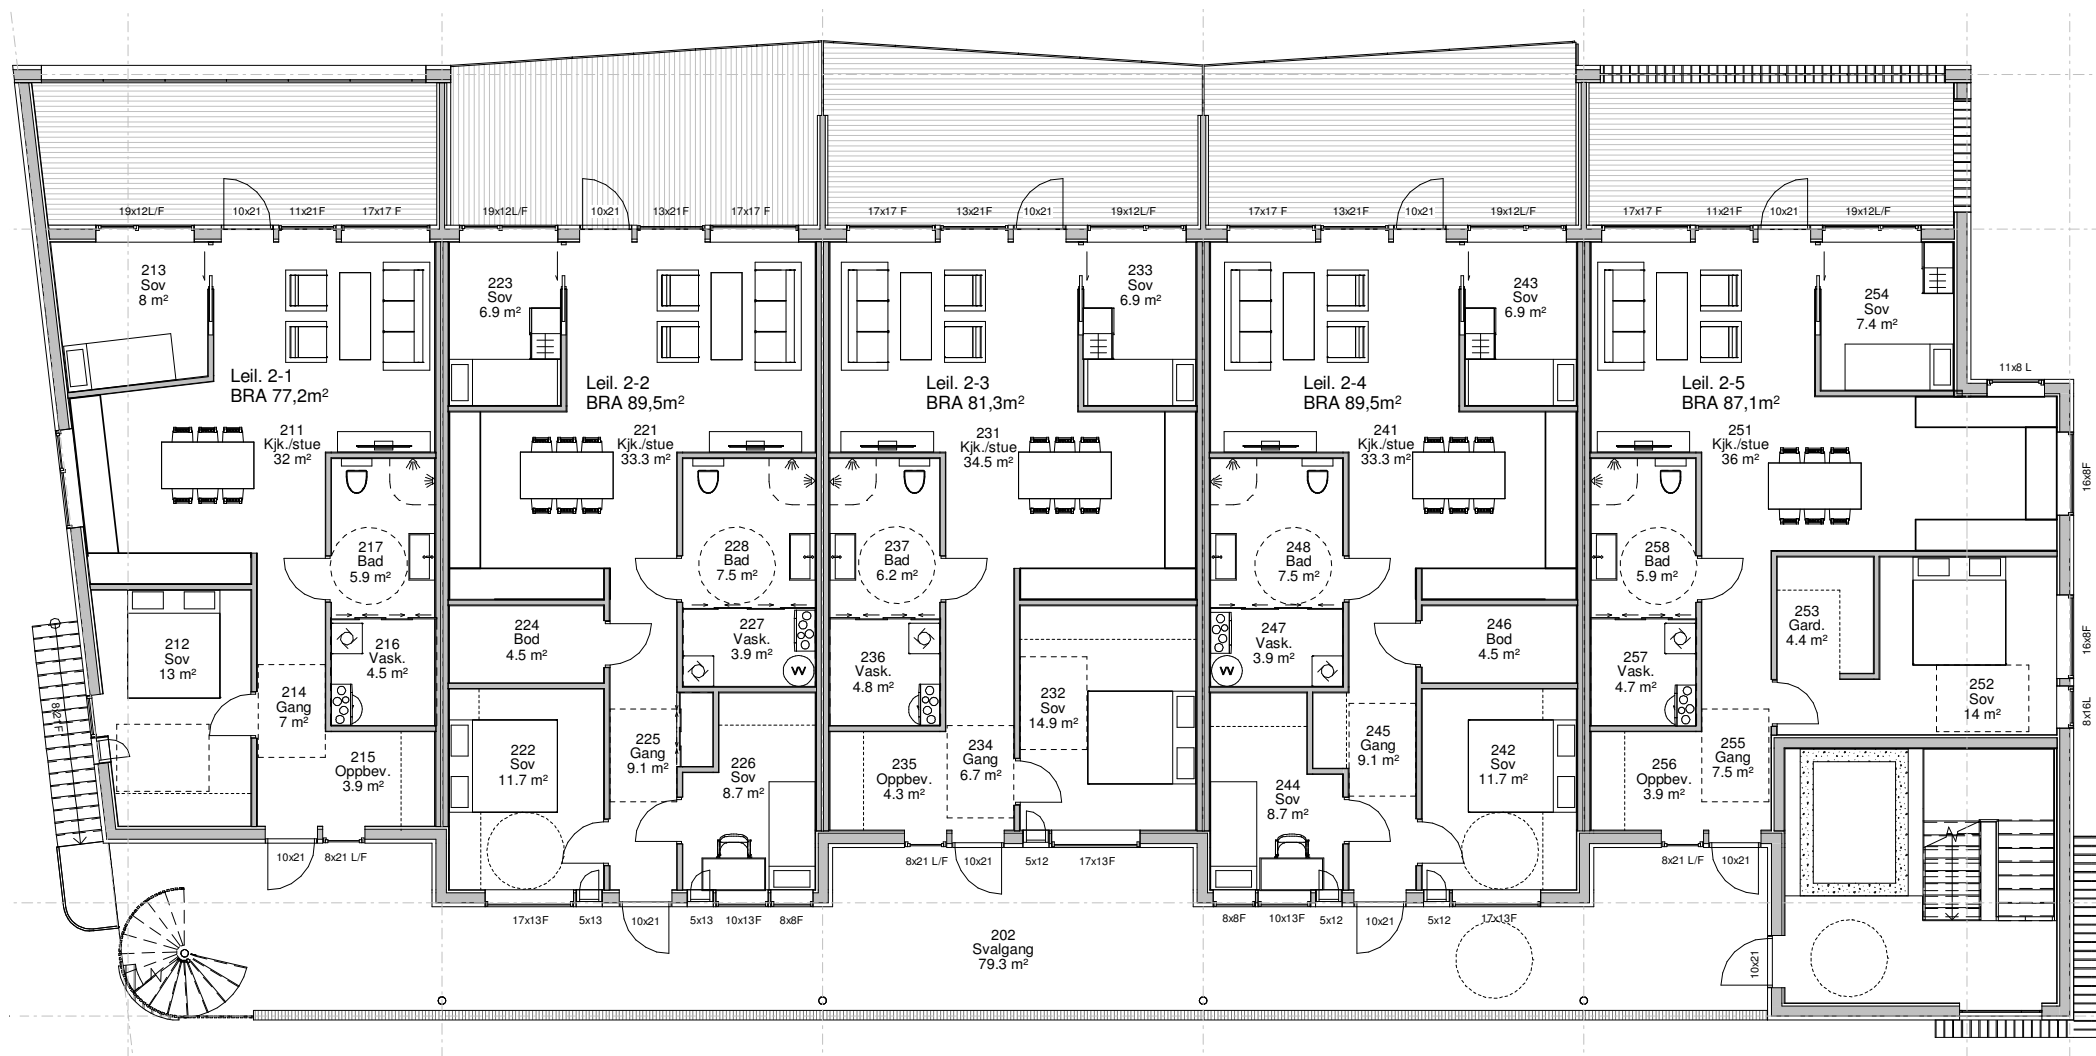 19x12L/F 10x21 11x21F 17x17 F 19x12L/F 10x21 13x21F 17x17 F 17x17 F 13x21F 10x21 19x12L/F 17x17 F 13x21F 10x21 19x12L/F 17x17 F 11x21F 10x21 19x12L/F
213
Sov
8 m²
223
Sov
6.9 m²
233
Sov
6.9 m²
243
Sov
6.9 m²
254
Sov
7.4 m²
11x8 L
Leil. 2-1
BRA 77,2m²
Leil. 2-2
BRA 89,5m²
Leil. 2-3
BRA 81,3m²
Leil. 2-4
BRA 89,5m²
Leil. 2-5
BRA 87,1m²
211
Kjk./stue
32 m²
221
Kjk./stue
33.3 m²
231
Kjk./stue
34.5 m²
241
Kjk./stue
33.3 m²
251
Kjk./stue
36 m²
16x8F
217
Bad
5.9 m²
228
Bad
7.5 m²
237
Bad
6.2 m²
248
Bad
7.5 m²
258
Bad
5.9 m²
212
Sov
13 m²
216
Vask.
4.5 m²
224
Bod
4.5 m²
227
Vask.
3.9 m²
236
Vask.
4.8 m²
247
Vask.
3.9 m²
246
Bod
4.5 m²
257
Vask.
4.7 m²
253
Gard.
4.4 m²
16x8F
VV
VV
214
Gang
7 m²
232
Sov
14.9 m²
252
Sov
14 m²
8x16L
215
Oppbev.
3.9 m²
222
Sov
11.7 m²
225
Gang
9.1 m²
226
Sov
8.7 m²
235
Oppbev.
4.3 m²
234
Gang
6.7 m²
244
Sov
8.7 m²
245
Gang
9.1 m²
242
Sov
11.7 m²
256
Oppbev.
3.9 m²
255
Gang
7.5 m²
10x21 8x21 L/F 8x21 L/F 10x21 5x12 17x13F 8x21 L/F 10x21
17x13F 5x13 10x21 5x13 10x13F 8x8F 8x8F 10x13F 5x12 10x21 5x12 17x13F
202
Svalgang
79.3 m²
10x21